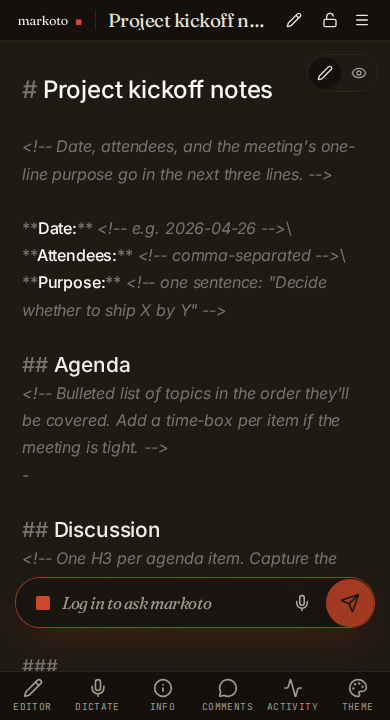 markoto
Project kickoff n...
# Project kickoff notes
<!-- Date, attendees, and the meeting's one-
line purpose go in the next three lines. -->
**Date:** <!-- e.g. 2026-04-26 -->\
**Attendees:** <!-- comma-separated -->\
**Purpose:** <!-- one sentence: "Decide
whether to ship X by Y" -->
## Agenda
<!-- Bulleted list of topics in the order they'll
be covered. Add a time-box per item if the
meeting is tight. -->
-
## Discussion
<!-- One H3 per agenda item. Capture the
Log in to ask markoto
###
EDITOR DICTATE INFO COMMENTS ACTIVITY THEME